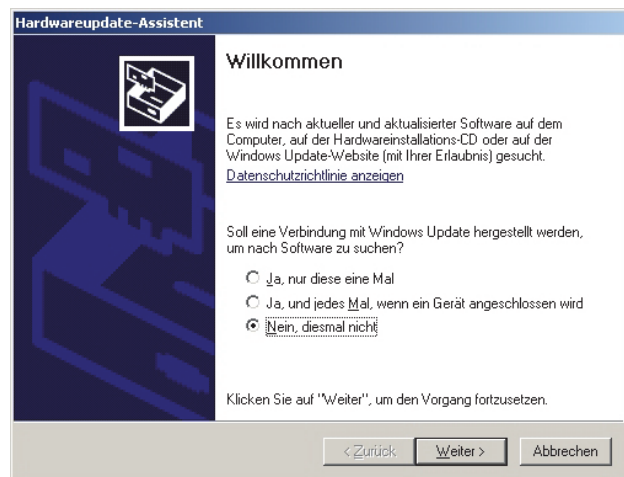 Hardwareupdate-Assistent
Willkommen
Es wird nach aktueller und aktualisierter Software auf dem
Computer, auf der Hardwareinstallations-CD oder auf der
Windows Update-Website (mit Ihrer Erlaubnis) gesucht.
Datenschutzrichtlinie anzeigen
Soll eine Verbindung mit Windows Update hergestellt werden,
um nach Software zu suchen?
Ja, nur diese eine Mal
Ja, und jedes Mal, wenn ein Gerät angeschlossen wird
Nein, diesmal nicht
Klicken Sie auf "Weiter", um den Vorgang fortzusetzen.
< Zurück Weiter > Abbrechen